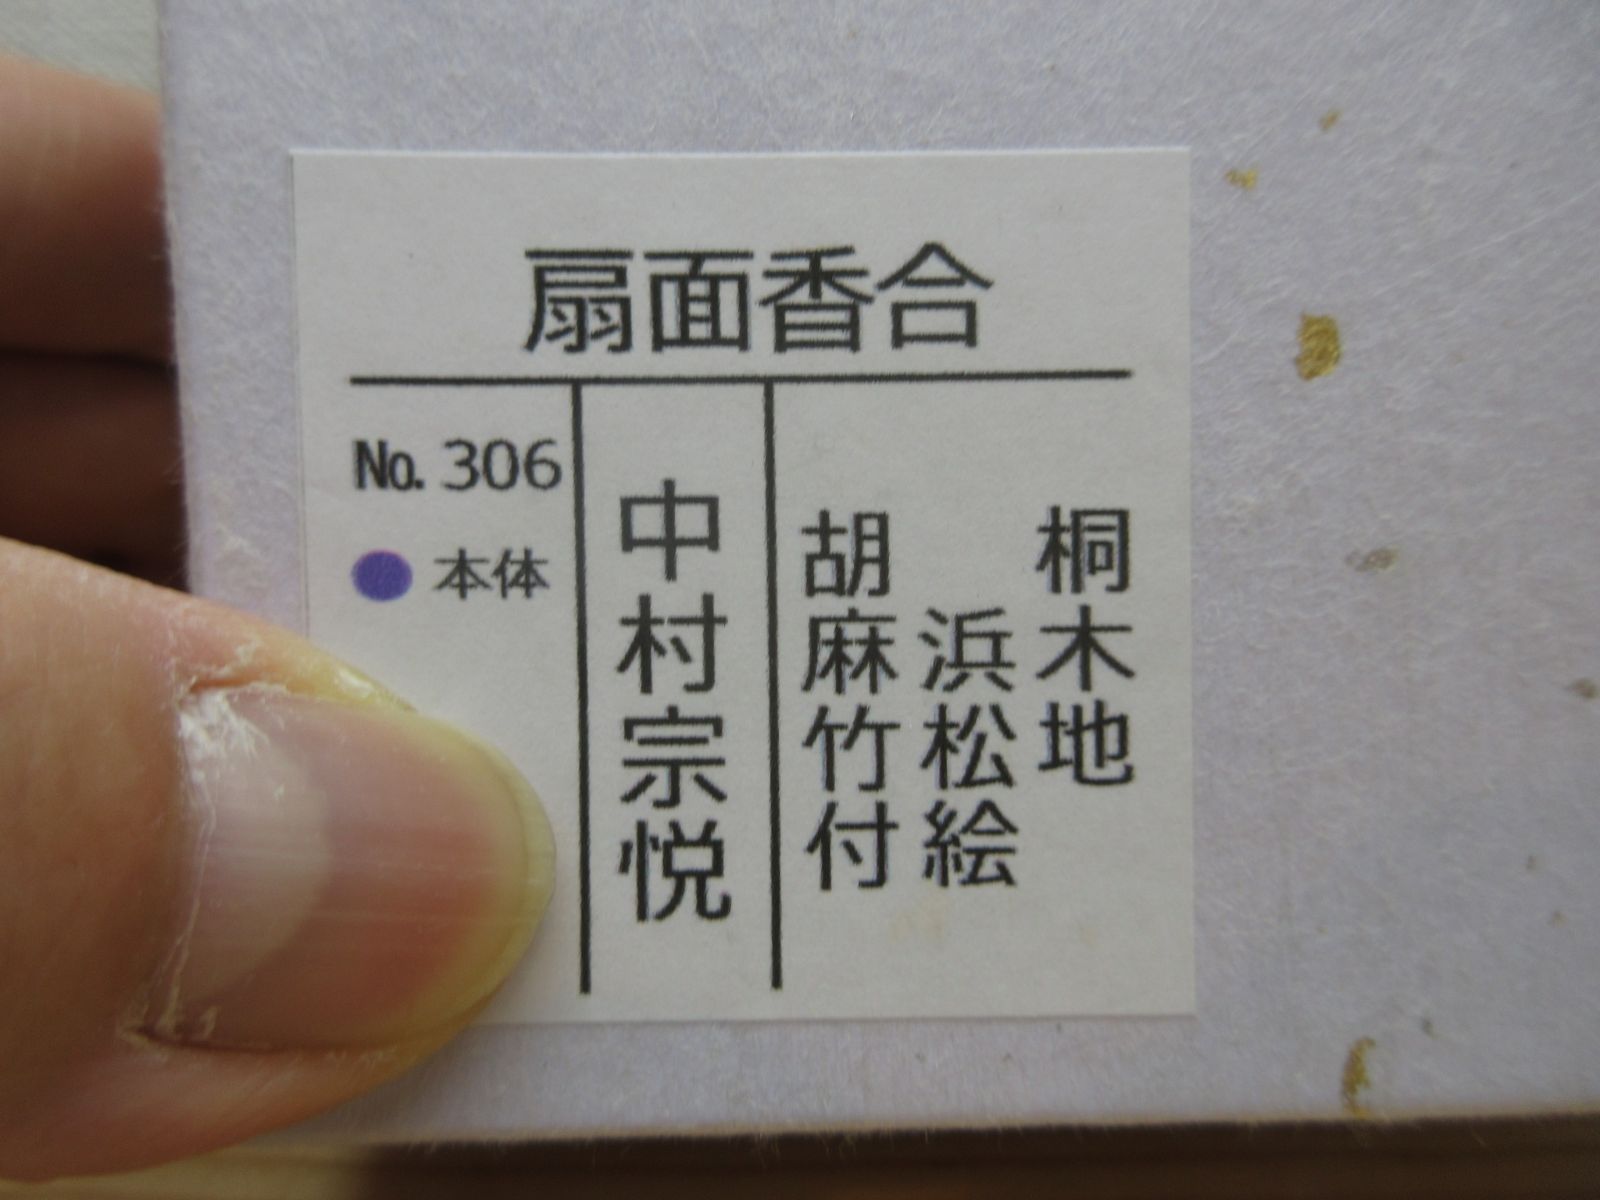 扇面香合
桐木地
浜松絵
胡麻竹付
中村宗悦
No.306
本体